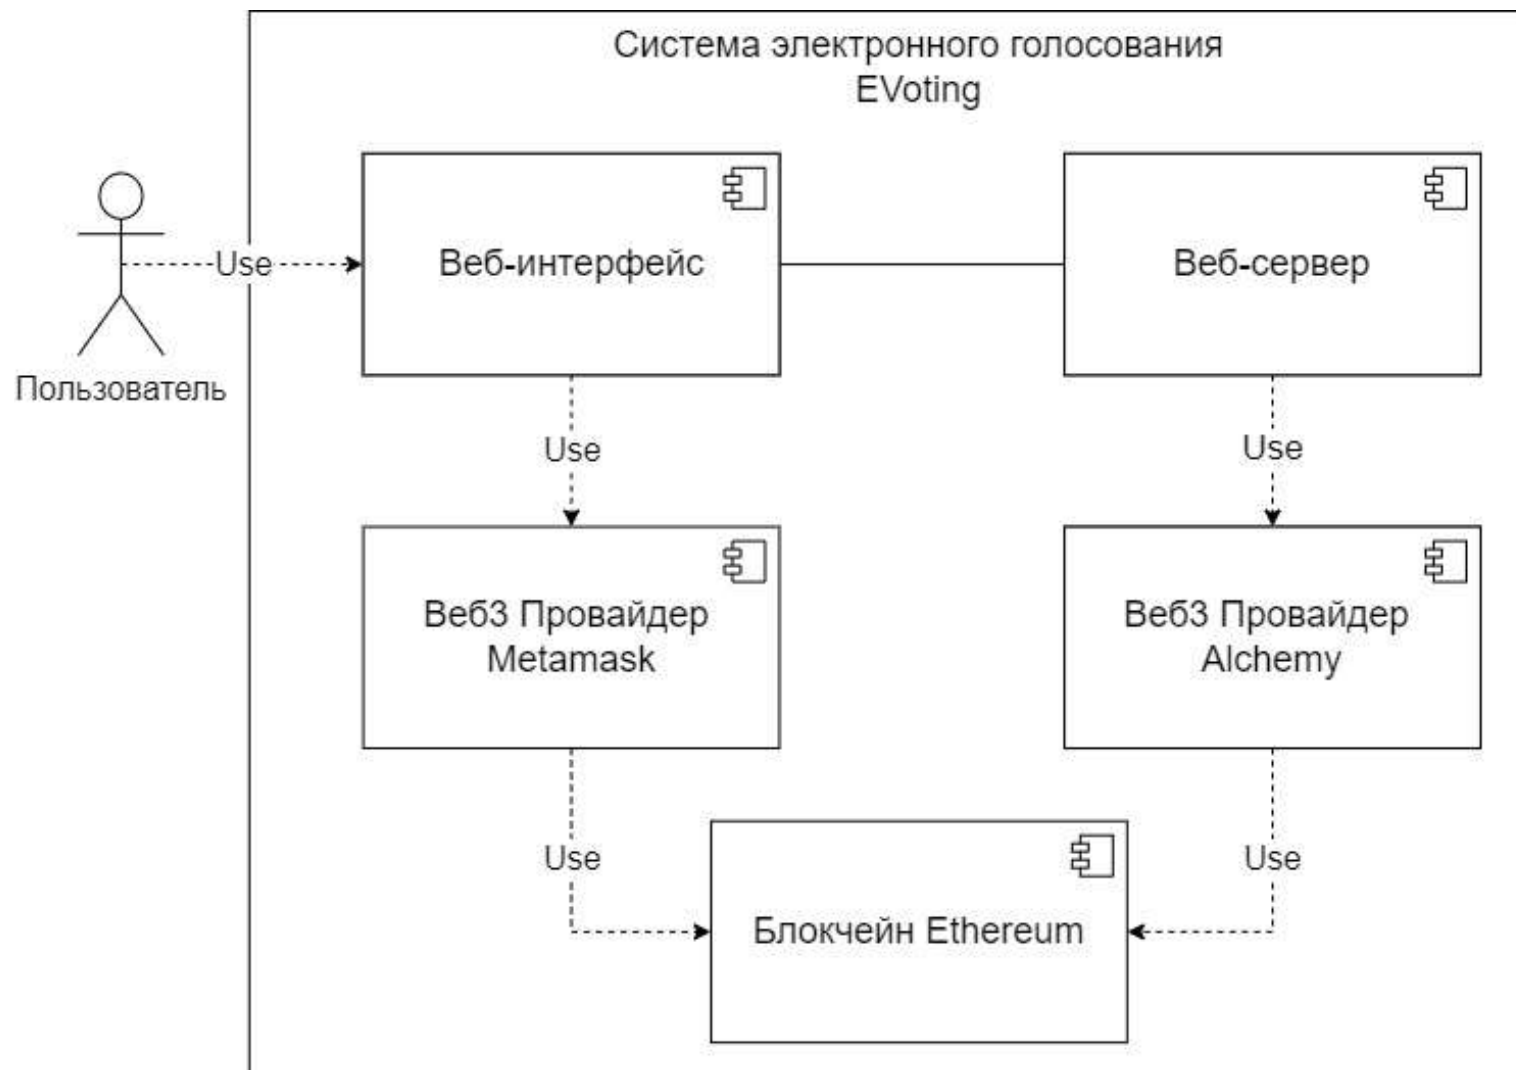 Система электронного голосования
EVoting
Use
Веб-интерфейс
Веб-сервер
Пользователь
Use
Use
Веб3 Провайдер
Metamask
Веб3 Провайдер
Alchemy
Use
Use
Блокчейн Ethereum